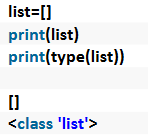 list=[]
print(list)
print(type(list))
[]
<class 'list'>